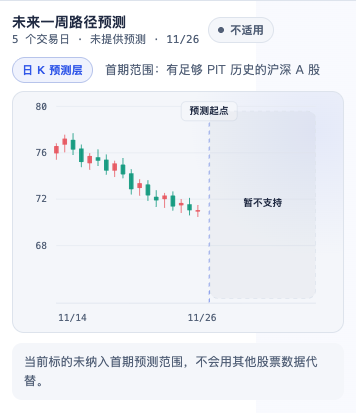 未来一周路径预测
5 个交易日 · 未提供预测 · 11/26
不适用
日 K 预测层
首期范围：有足够 PIT 历史的沪深 A 股
80
预测起点
76
72
暂不支持
68
11/14
11/26
当前标的未纳入首期预测范围，不会用其他股票数据代
替。